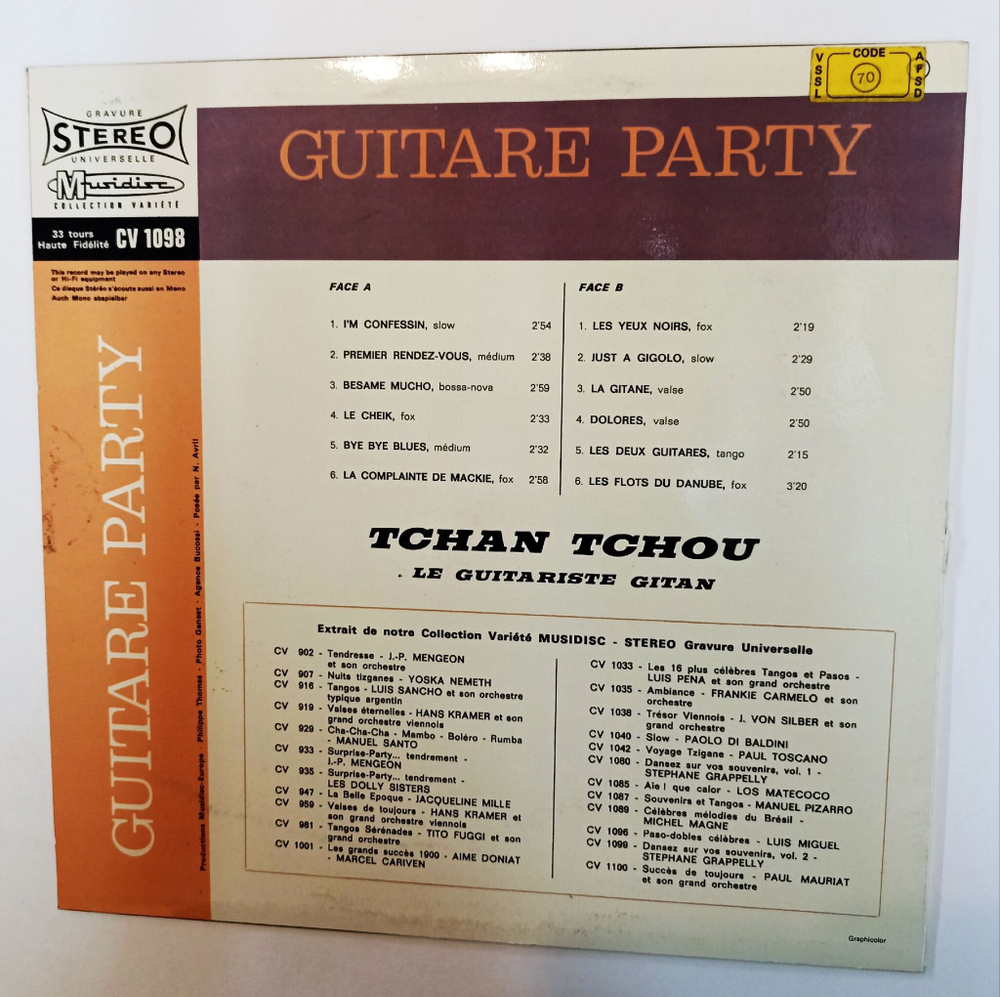 VSSL
CODE
70
AFSD
GRAVURE
STEREO
UNIVERSELLE
Musidisc
COLLECTION VARIÉTÉ
33 tours
Haute Fidélité CV 1098
This record may be played on any Stereo
or Hi-Fi equipment
Ce disque Stéréo s'écoute aussi en Mono
Auch Mono abspielbar
GUITARE PARTY
GUITARE PARTY
Productions Musidisc-Europe - Philippe Thomas - Photo Genest - Agence Bucossi - Posée par N. Avril
FACE A
1. I'M CONFESSIN, slow 2'54
2. PREMIER RENDEZ-VOUS, médium 2'38
3. BESAME MUCHO, bossa-nova 2'59
4. LE CHEIK, fox 2'33
5. BYE BYE BLUES, médium 2'32
6. LA COMPLAINTE DE MACKIE, fox 2'58
FACE B
1. LES YEUX NOIRS, fox 2'19
2. JUST A GIGOLO, slow 2'29
3. LA GITANE, valse 2'50
4. DOLORES, valse 2'50
5. LES DEUX GUITARES, tango 2'15
6. LES FLOTS DU DANUBE, fox 3'20
TCHAN TCHOU
LE GUITARISTE GITAN
Extrait de notre Collection Variété MUSIDISC - STEREO Gravure Universelle
CV 902 - Tendresse - J.-P. MENGEON
et son orchestre
CV 907 - Nuits tizganes - YOSKA NEMETH
CV 916 - Tangos - LUIS SANCHO et son orchestre
typique argentin
CV 919 - Valses éternelles - HANS KRAMER et son
grand orchestre viennois
CV 929 - Cha-Cha-Cha - Mambo - Boléro - Rumba
- MANUEL SANTO
CV 933 - Surprise-Party... tendrement -
J.-P. MENGEON
CV 935 - Surprise-Party... tendrement -
LES DOLLY SISTERS
CV 947 - La Belle Epoque - JACQUELINE MILLE
CV 959 - Valses de toujours - HANS KRAMER et
son grand orchestre viennois
CV 981 - Tangos Sérénades - TITO FUGGI et son
grand orchestre
CV 1001 - Les grands succès 1900 - AIME DONIAT
- MARCEL CARIVEN
CV 1033 - Les 16 plus célèbres Tangos et Pasos -
LUIS PENA et son grand orchestre
CV 1035 - Ambiance - FRANKIE CARMELO et son
orchestre
CV 1038 - Trésor Viennois - J. VON SILBER et son
grand orchestre
CV 1040 - Slow - PAOLO DI BALDINI
CV 1042 - Voyage Tzigane - PAUL TOSCANO
CV 1080 - Dansez sur vos souvenirs, vol. 1 -
STEPHANE GRAPPELLY
CV 1085 - Aïe ! que calor - LOS MATECOCO
CV 1087 - Souvenirs et Tangos - MANUEL PIZARRO
CV 1089 - Célèbres mélodies du Brésil -
MICHEL MAGNE
CV 1096 - Paso-dobles célèbres - LUIS MIGUEL
CV 1099 - Dansez sur vos souvenirs, vol. 2 -
STEPHANE GRAPPELLY
CV 1100 - Succès de toujours - PAUL MAURIAT
et son grand orchestre
Graphicolor